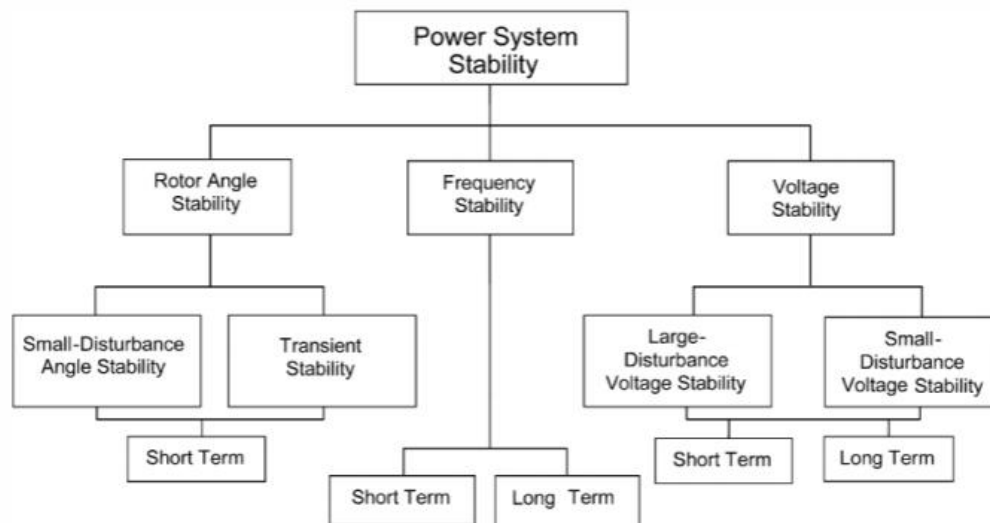 Power System
Stability
Rotor Angle
Stability
Frequency
Stability
Voltage
Stability
Small-Disturbance
Angle Stability
Transient
Stability
Large-
Disturbance
Voltage Stability
Small-
Disturbance
Voltage Stability
Short Term
Short Term
Long Term
Short Term
Long Term